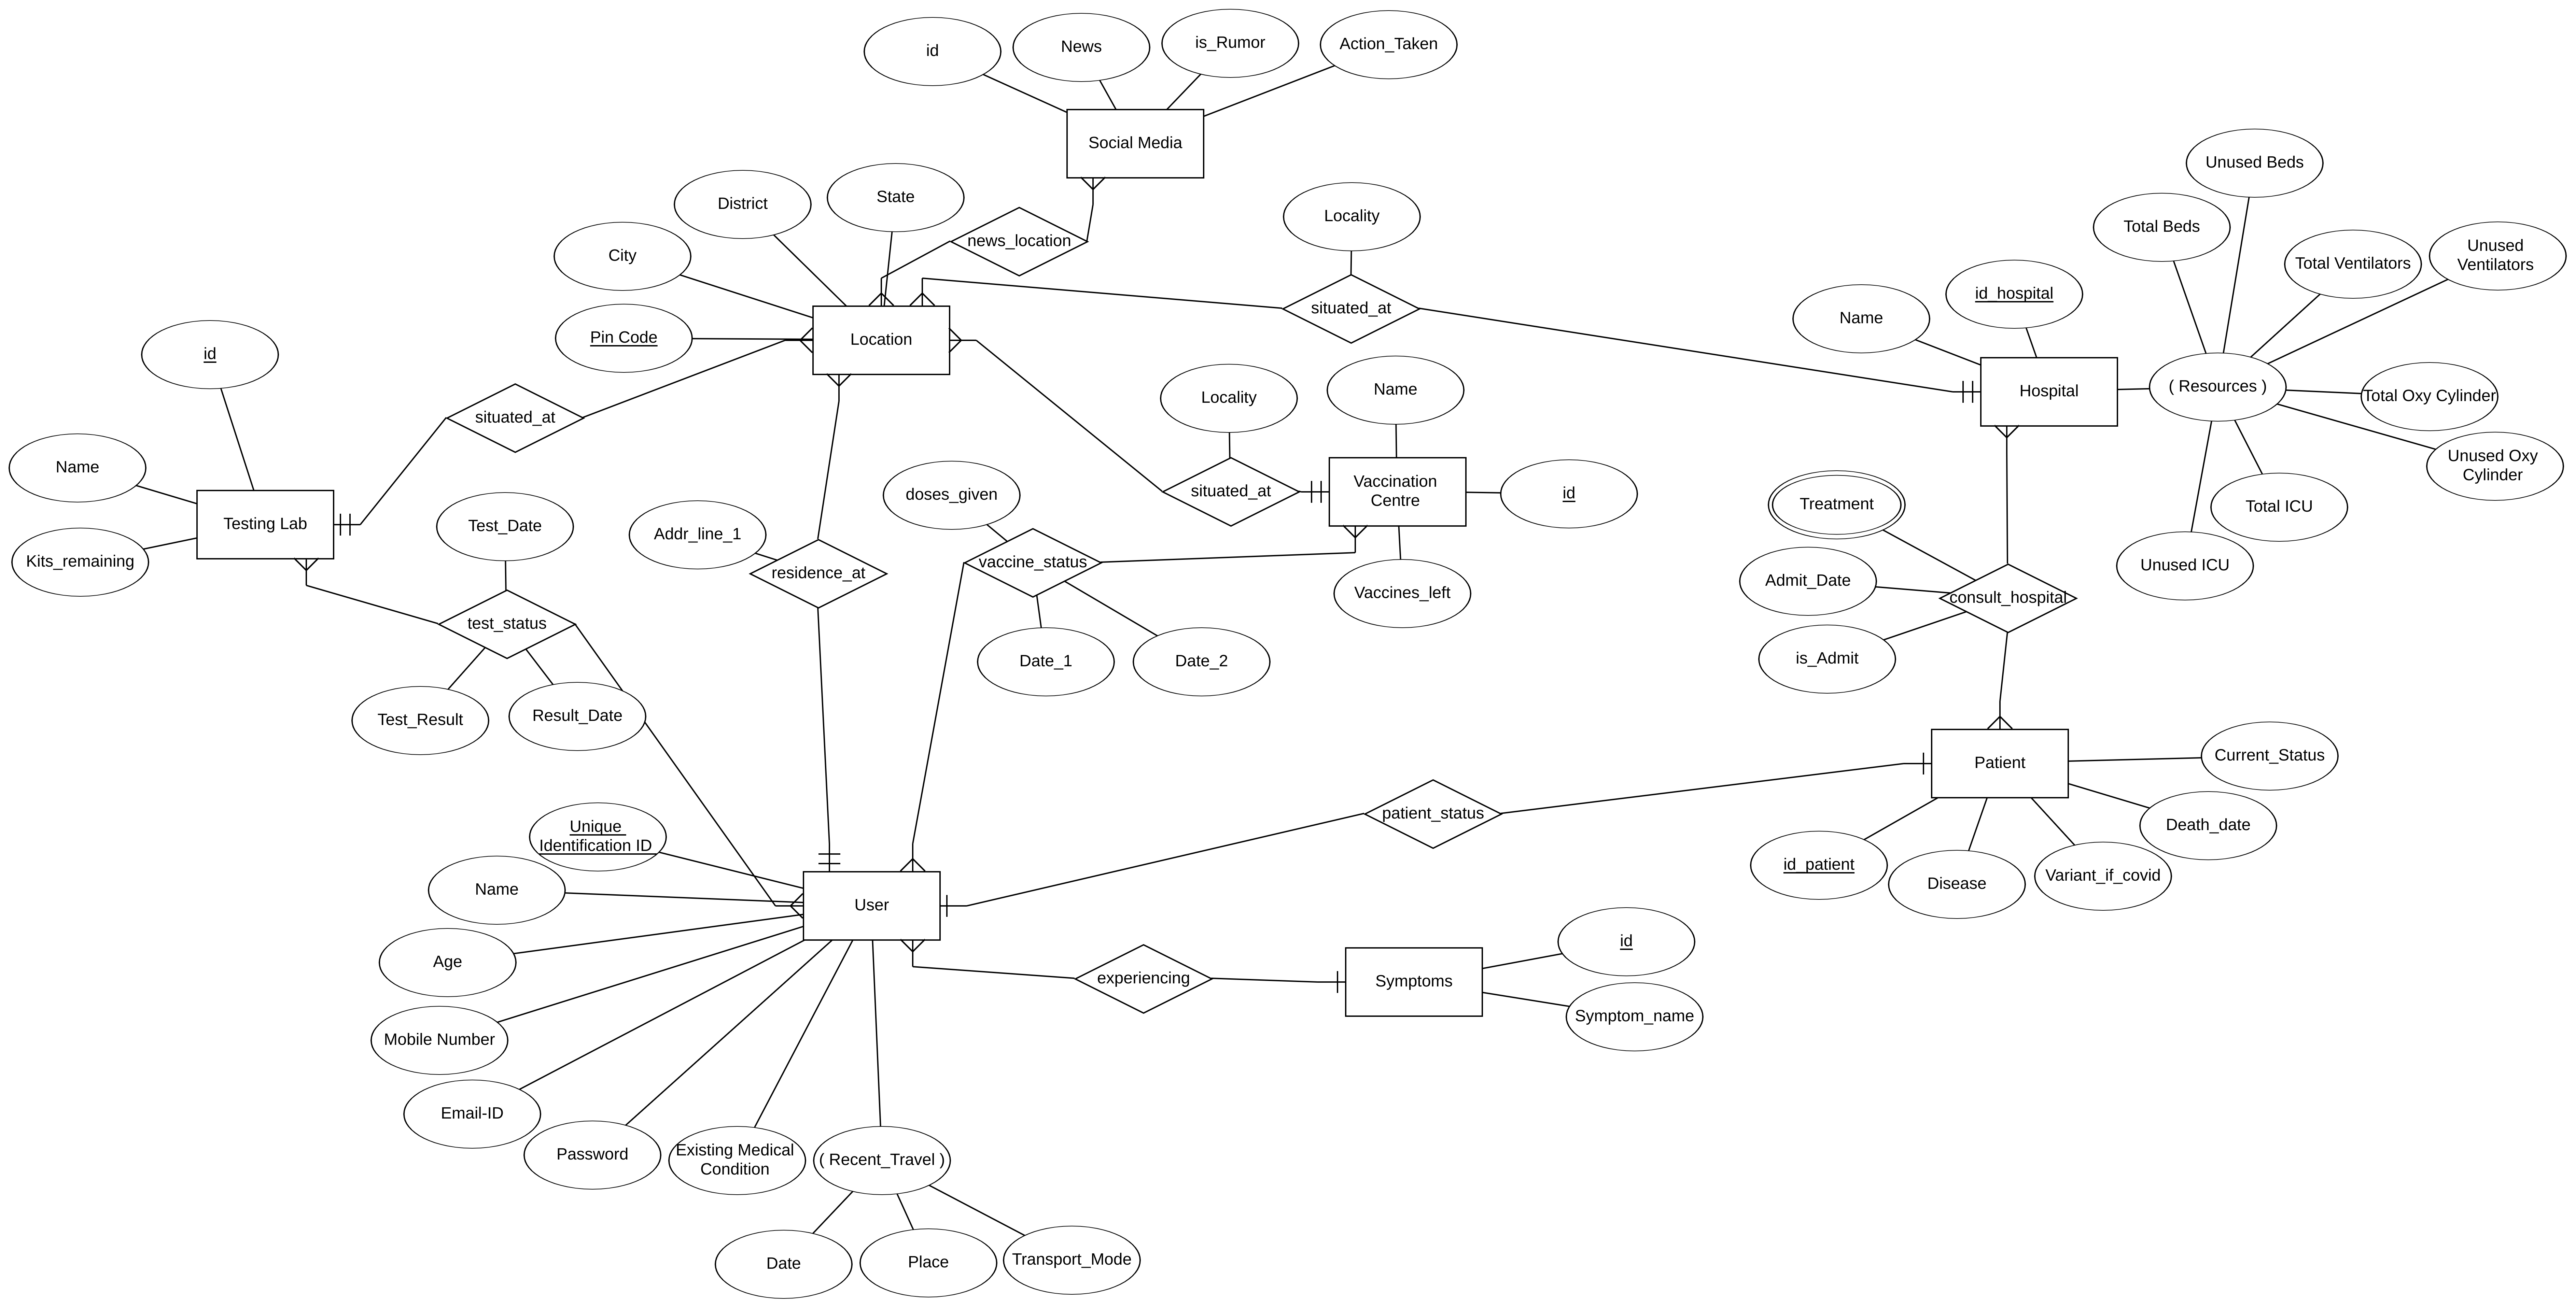 id
News
is_Rumor
Action_Taken
Social Media
Unused Beds
District
State
Locality
Total Beds
news_location
City
Total Ventilators
Unused
Ventilators
id_hospital
situated_at
Name
Pin Code
Location
id
Hospital
( Resources )
Total Oxy Cylinder
Locality
Name
situated_at
Name
Unused Oxy
Cylinder
Vaccination
Centre
situated_at
id
doses_given
Treatment
Total ICU
Testing Lab
Test_Date
Addr_line_1
Kits_remaining
vaccine_status
Unused ICU
residence_at
Admit_Date
Vaccines_left
consult_hospital
test_status
is_Admit
Date_1
Date_2
Test_Result
Result_Date
Current_Status
Patient
patient_status
Death_date
Unique
Identification ID
id_patient
Disease
Variant_if_covid
Name
User
id
Age
experiencing
Symptoms
Symptom_name
Mobile Number
Email-ID
Password
Existing Medical
Condition
( Recent_Travel )
Date
Place
Transport_Mode